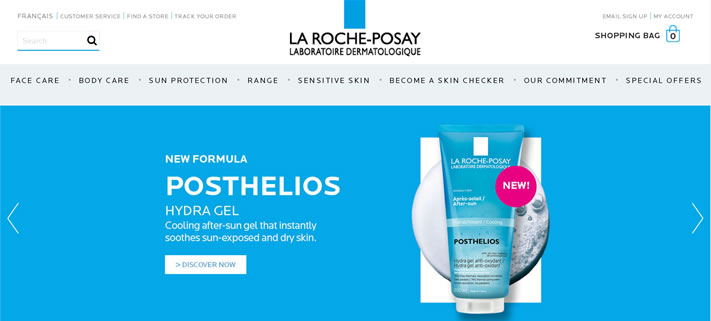 FRANÇAIS | CUSTOMER SERVICE | FIND A STORE | TRACK YOUR ORDER
EMAIL SIGN UP | MY ACCOUNT
Search
SHOPPING BAG 0
LA ROCHE-POSAY
LABORATOIRE DERMATOLOGIQUE
FACE CARE • BODY CARE • SUN PROTECTION • RANGE • SENSITIVE SKIN • BECOME A SKIN CHECKER • OUR COMMITMENT • SPECIAL OFFERS
NEW FORMULA
POSTHELIOS
HYDRA GEL
Cooling after-sun gel that instantly
soothes sun-exposed and dry skin.
> DISCOVER NOW
LA ROCHE-POSAY
LABORATOIRE DERMATOLOGIQUE
Après-soleil /
After-sun
NEW!
POSTHELIOS
Hydra gel anti-oxydant /
Hydra gel anti-oxidant